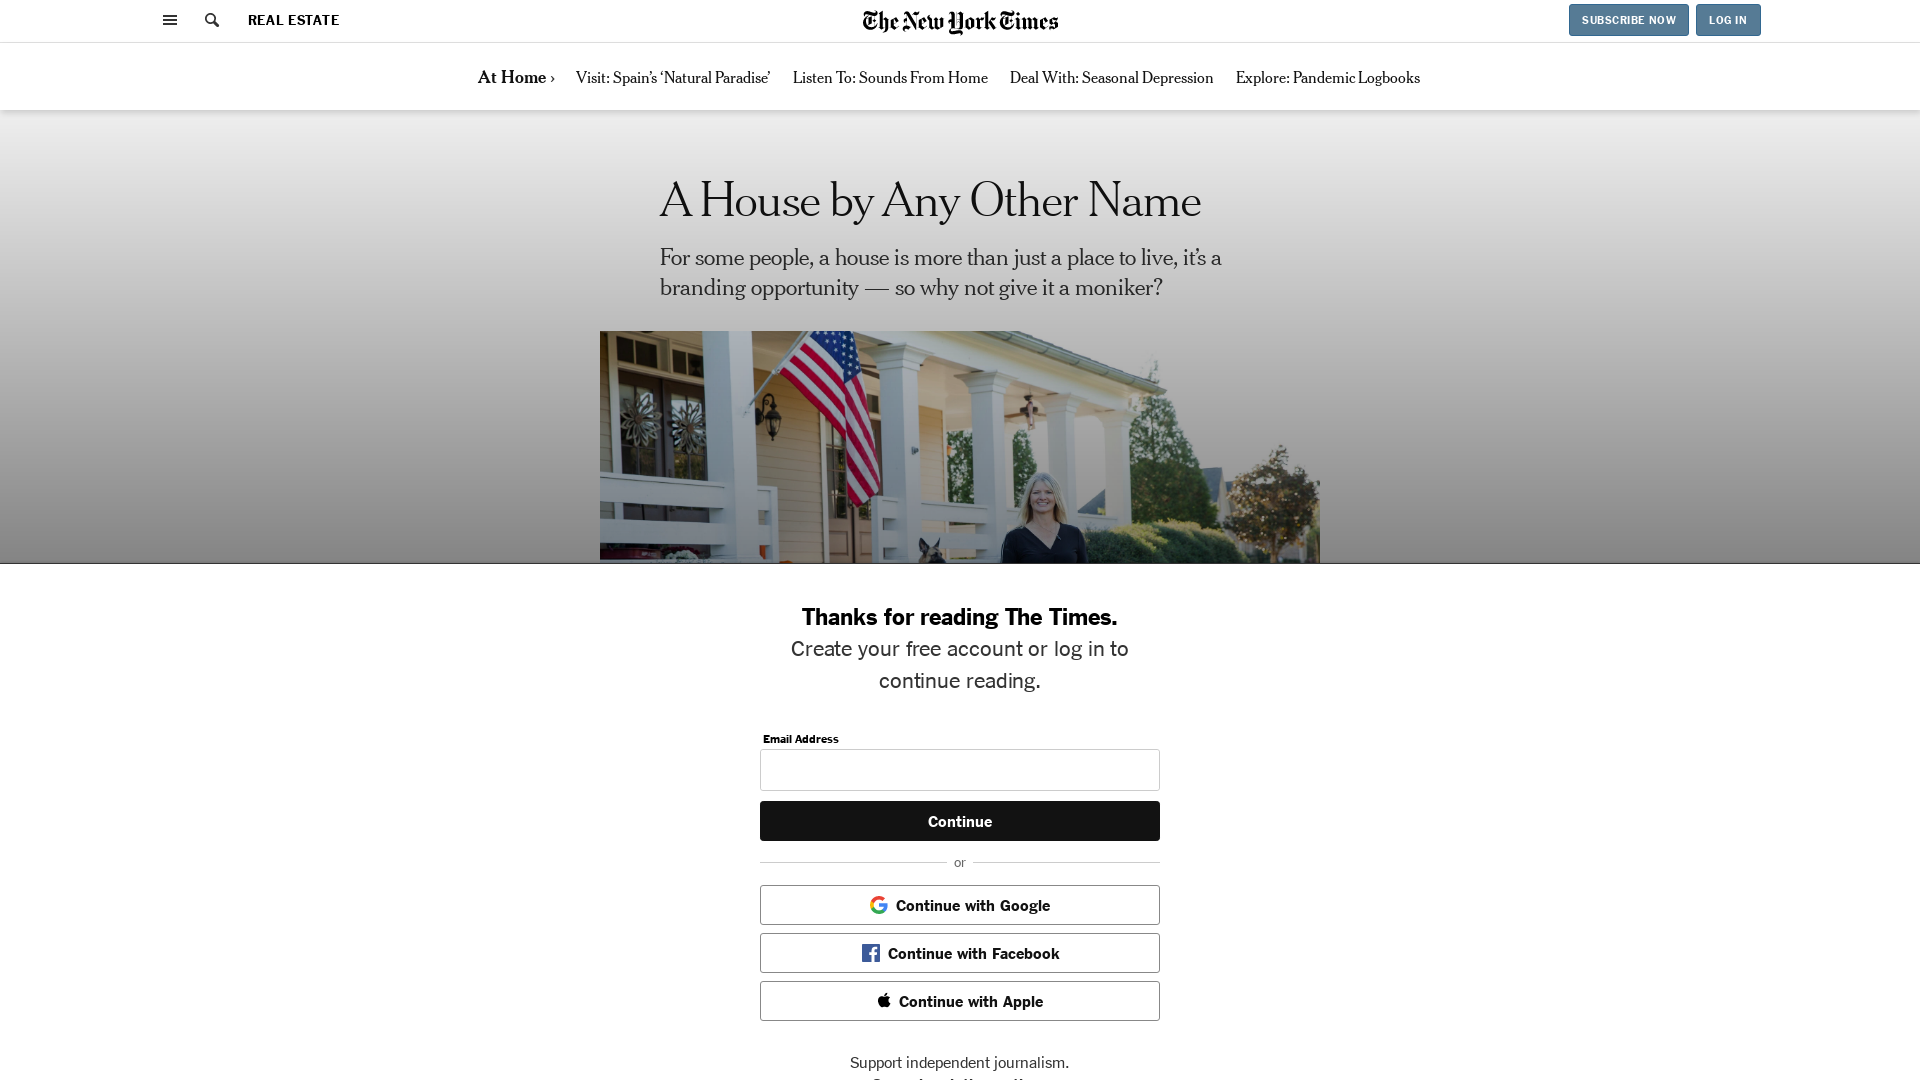 REAL ESTATE
The New York Times
SUBSCRIBE NOW
LOG IN
At Home ›
Visit: Spain’s ‘Natural Paradise’
Listen To: Sounds From Home
Deal With: Seasonal Depression
Explore: Pandemic Logbooks
A House by Any Other Name
For some people, a house is more than just a place to live, it’s a
branding opportunity — so why not give it a moniker?
Thanks for reading The Times.
Create your free account or log in to
continue reading.
Email Address
Continue
or
Continue with Google
Continue with Facebook
Continue with Apple
Support independent journalism.